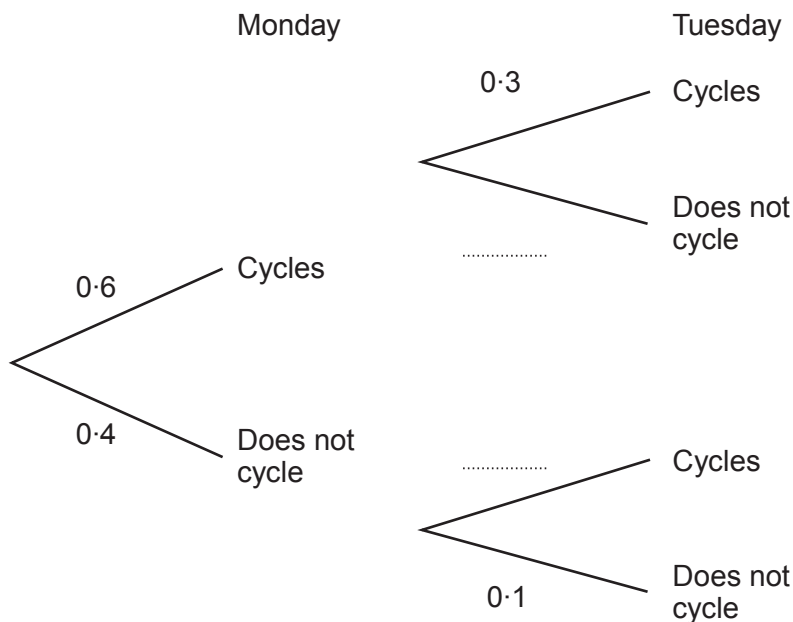 Monday
Tuesday
0·3
Cycles
Does not
cycle
Cycles
0·6
0·4
Does not
cycle
Cycles
Does not
cycle
0·1